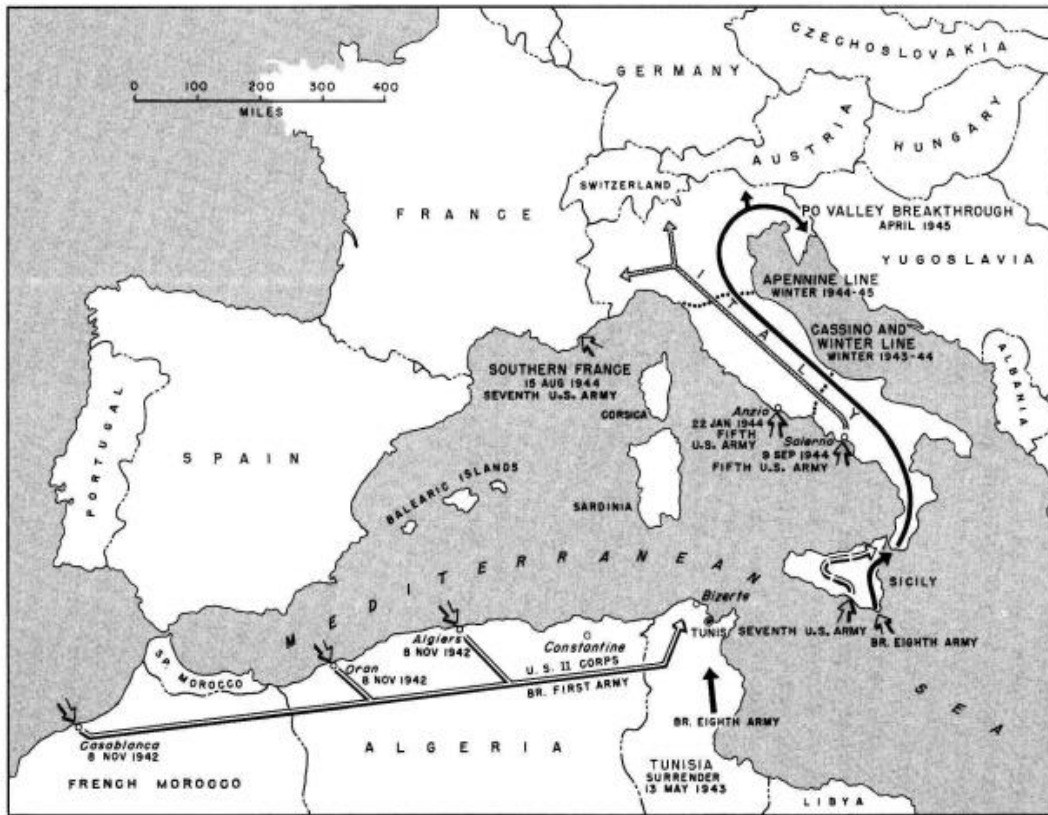 CZECHOSLOVAKIA
GERMANY
0 100 200 300 400
MILES
HUNGARY
AUSTRIA
SWITZERLAND
FRANCE
PO VALLEY BREAKTHROUGH
APRIL 1945
YUGOSLAVIA
APENNINE LINE
WINTER 1944-45
ITALY
CASSINO AND
WINTER LINE
WINTER 1943-44
ALBANIA
SOUTHERN FRANCE
15 AUG 1944
SEVENTH U.S. ARMY
CORSICA
Anzio
22 JAN 1944
FIFTH
U.S. ARMY
Salerno
9 SEP 1944
FIFTH U.S. ARMY
PORTUGAL
SPAIN
BALEARIC ISLANDS
SARDINIA
MEDITERRANEAN
SEA
SICILY
Bizerte
TUNIS
SEVENTH U.S. ARMY
BR. EIGHTH ARMY
Algiers
8 NOV 1942
Constantine
SP. MOROCCO
Oran
8 NOV 1942
U.S. II CORPS
BR. FIRST ARMY
BR. EIGHTH ARMY
Casablanca
8 NOV 1942
ALGERIA
FRENCH MOROCCO
TUNISIA
SURRENDER
13 MAY 1943
LIBYA